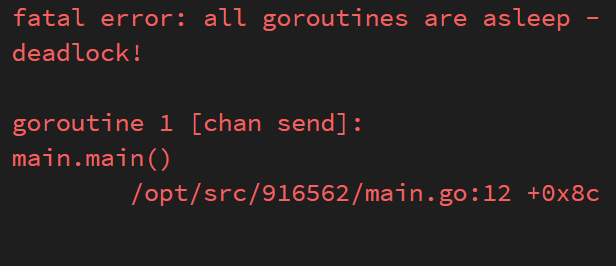 fatal error: all goroutines are asleep -
deadlock!
goroutine 1 [chan send]:
main.main()
/opt/src/916562/main.go:12 +0x8c